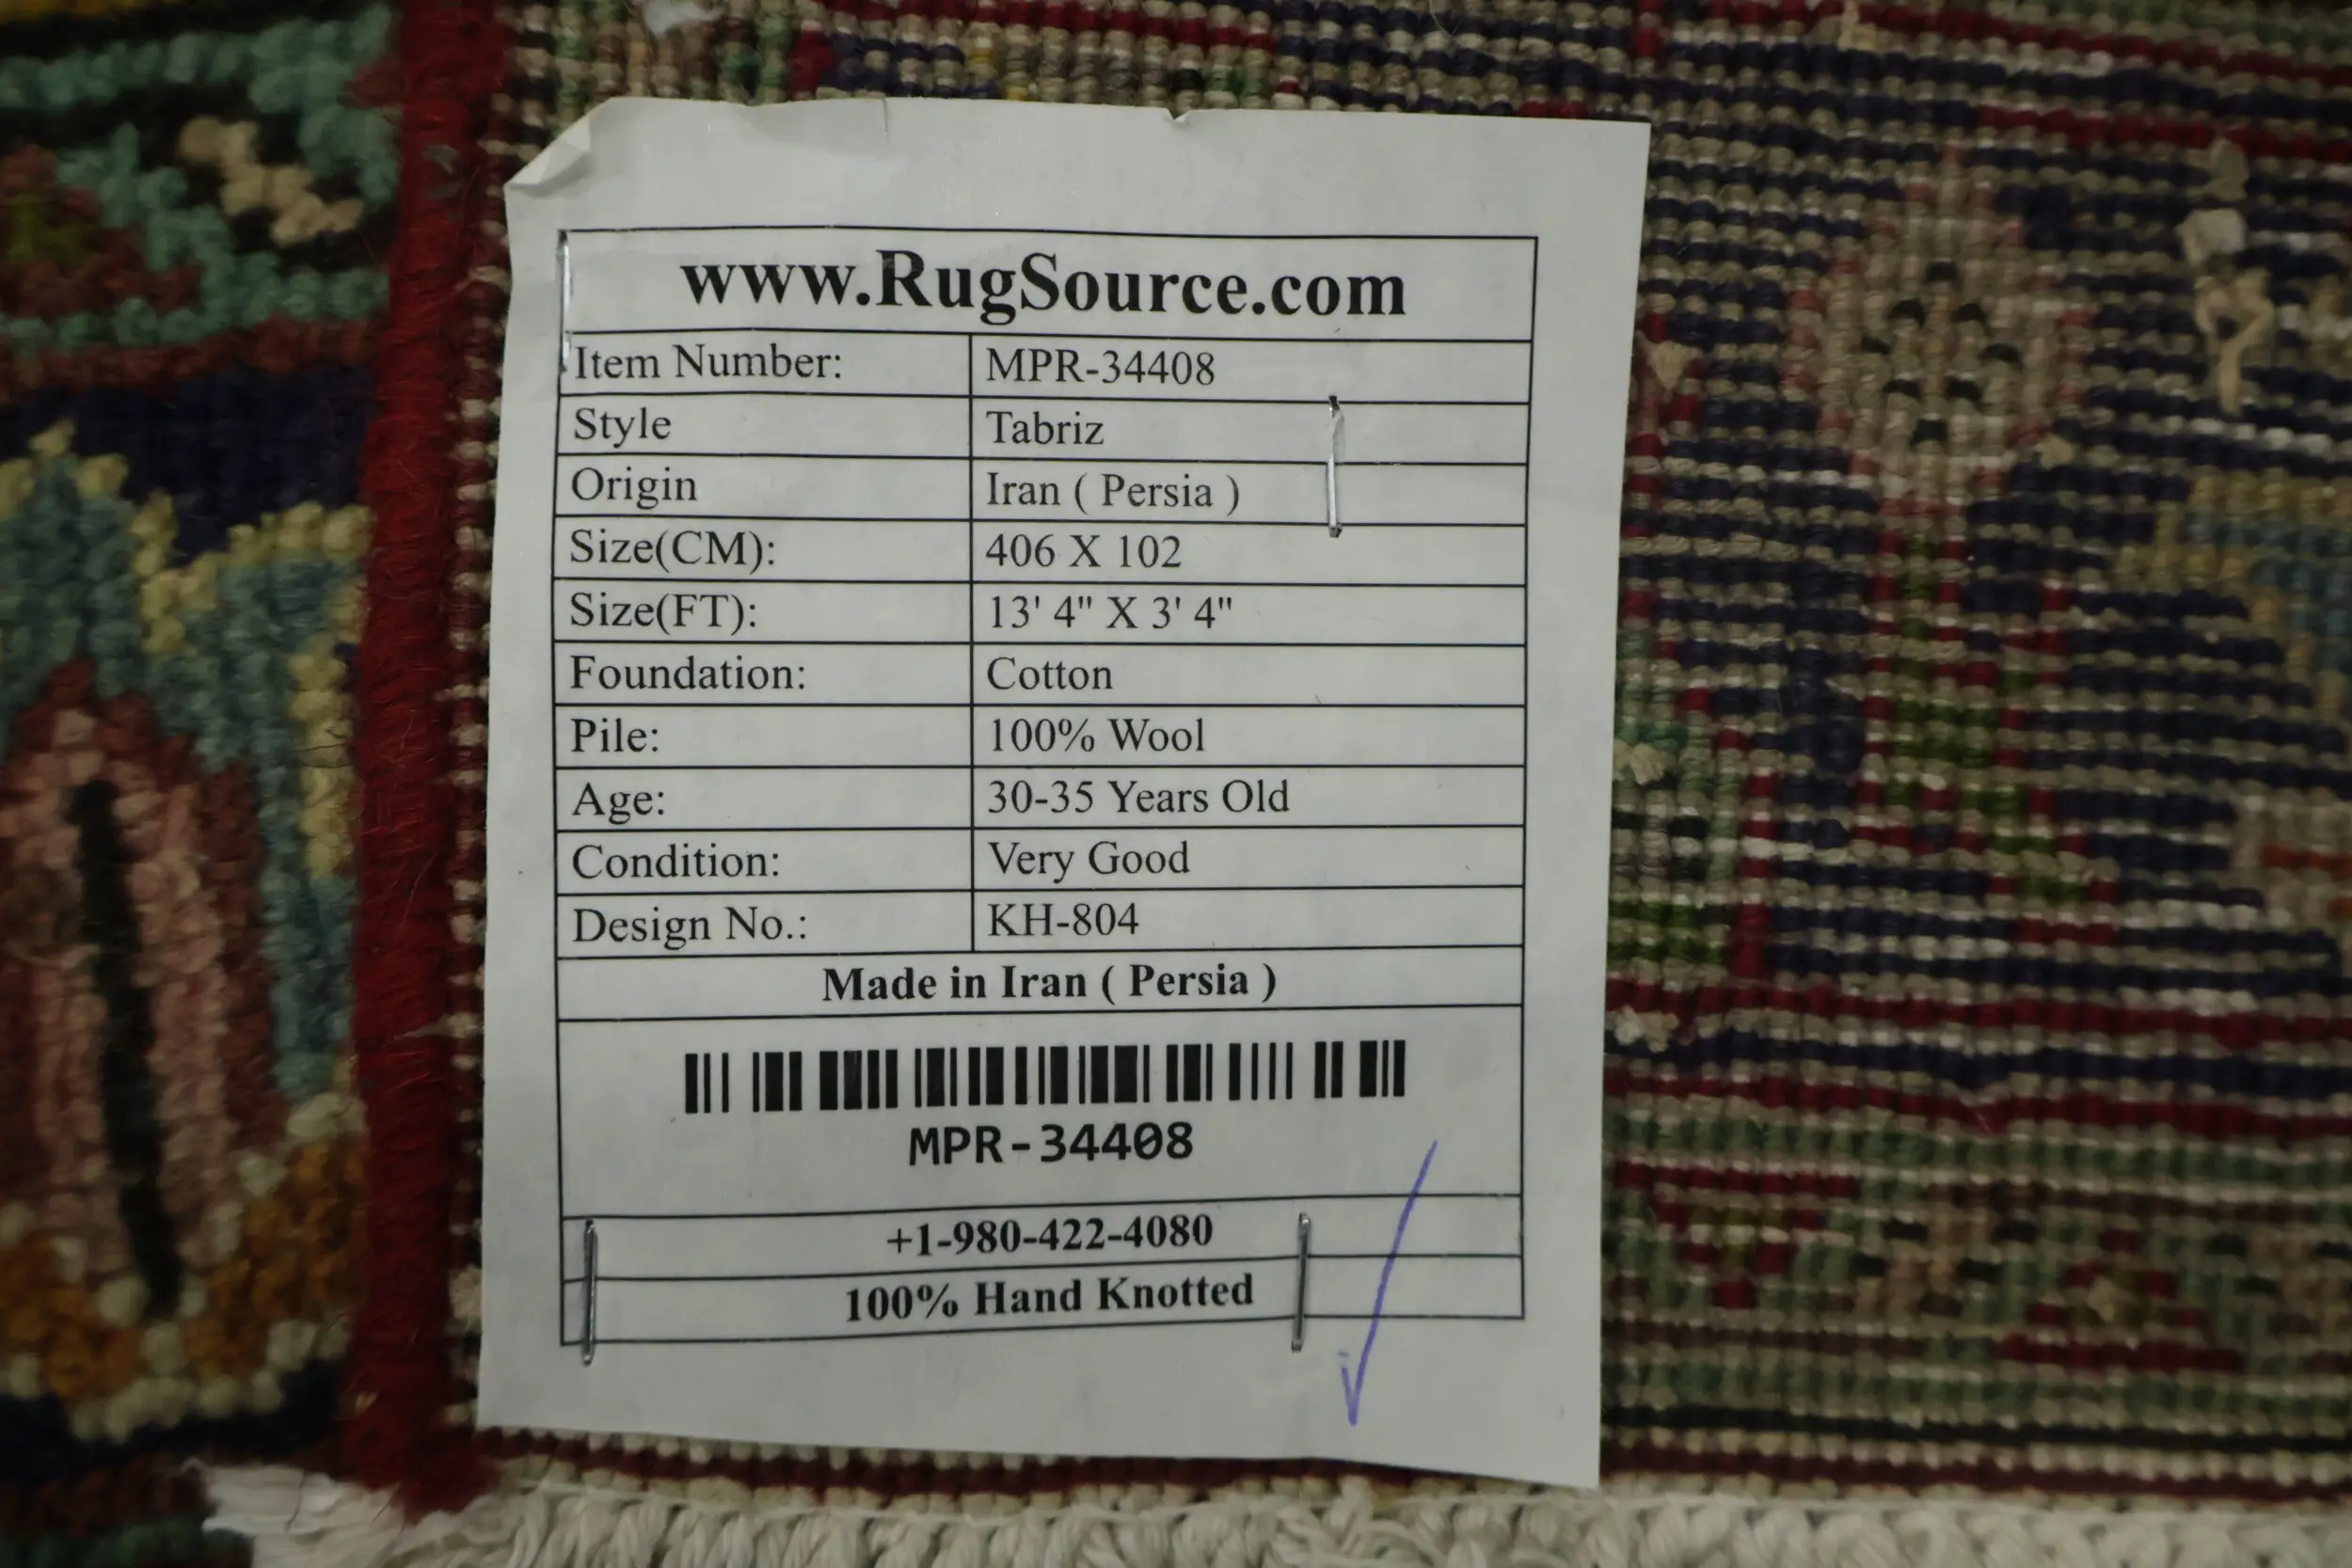 www.RugSource.com
Item Number: MPR-34408
Style Tabriz
Origin Iran ( Persia )
Size(CM): 406 X 102
Size(FT): 13' 4" X 3' 4"
Foundation: Cotton
Pile: 100% Wool
Age: 30-35 Years Old
Condition: Very Good
Design No.: KH-804
Made in Iran ( Persia )
MPR-34408
+1-980-422-4080
100% Hand Knotted